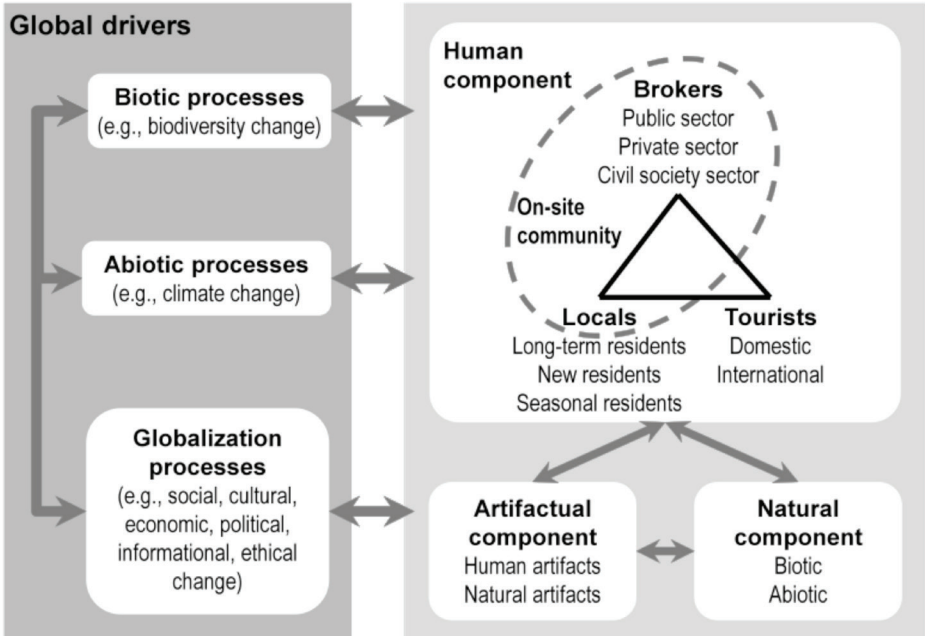 Global drivers
Biotic processes
(e.g., biodiversity change)
Abiotic processes
(e.g., climate change)
Globalization
processes
(e.g., social, cultural,
economic, political,
informational, ethical
change)
Human
component
Brokers
Public sector
Private sector
Civil society sector
On-site
community
Locals
Long-term residents
New residents
Seasonal residents
Tourists
Domestic
International
Artifactual
component
Human artifacts
Natural artifacts
Natural
component
Biotic
Abiotic